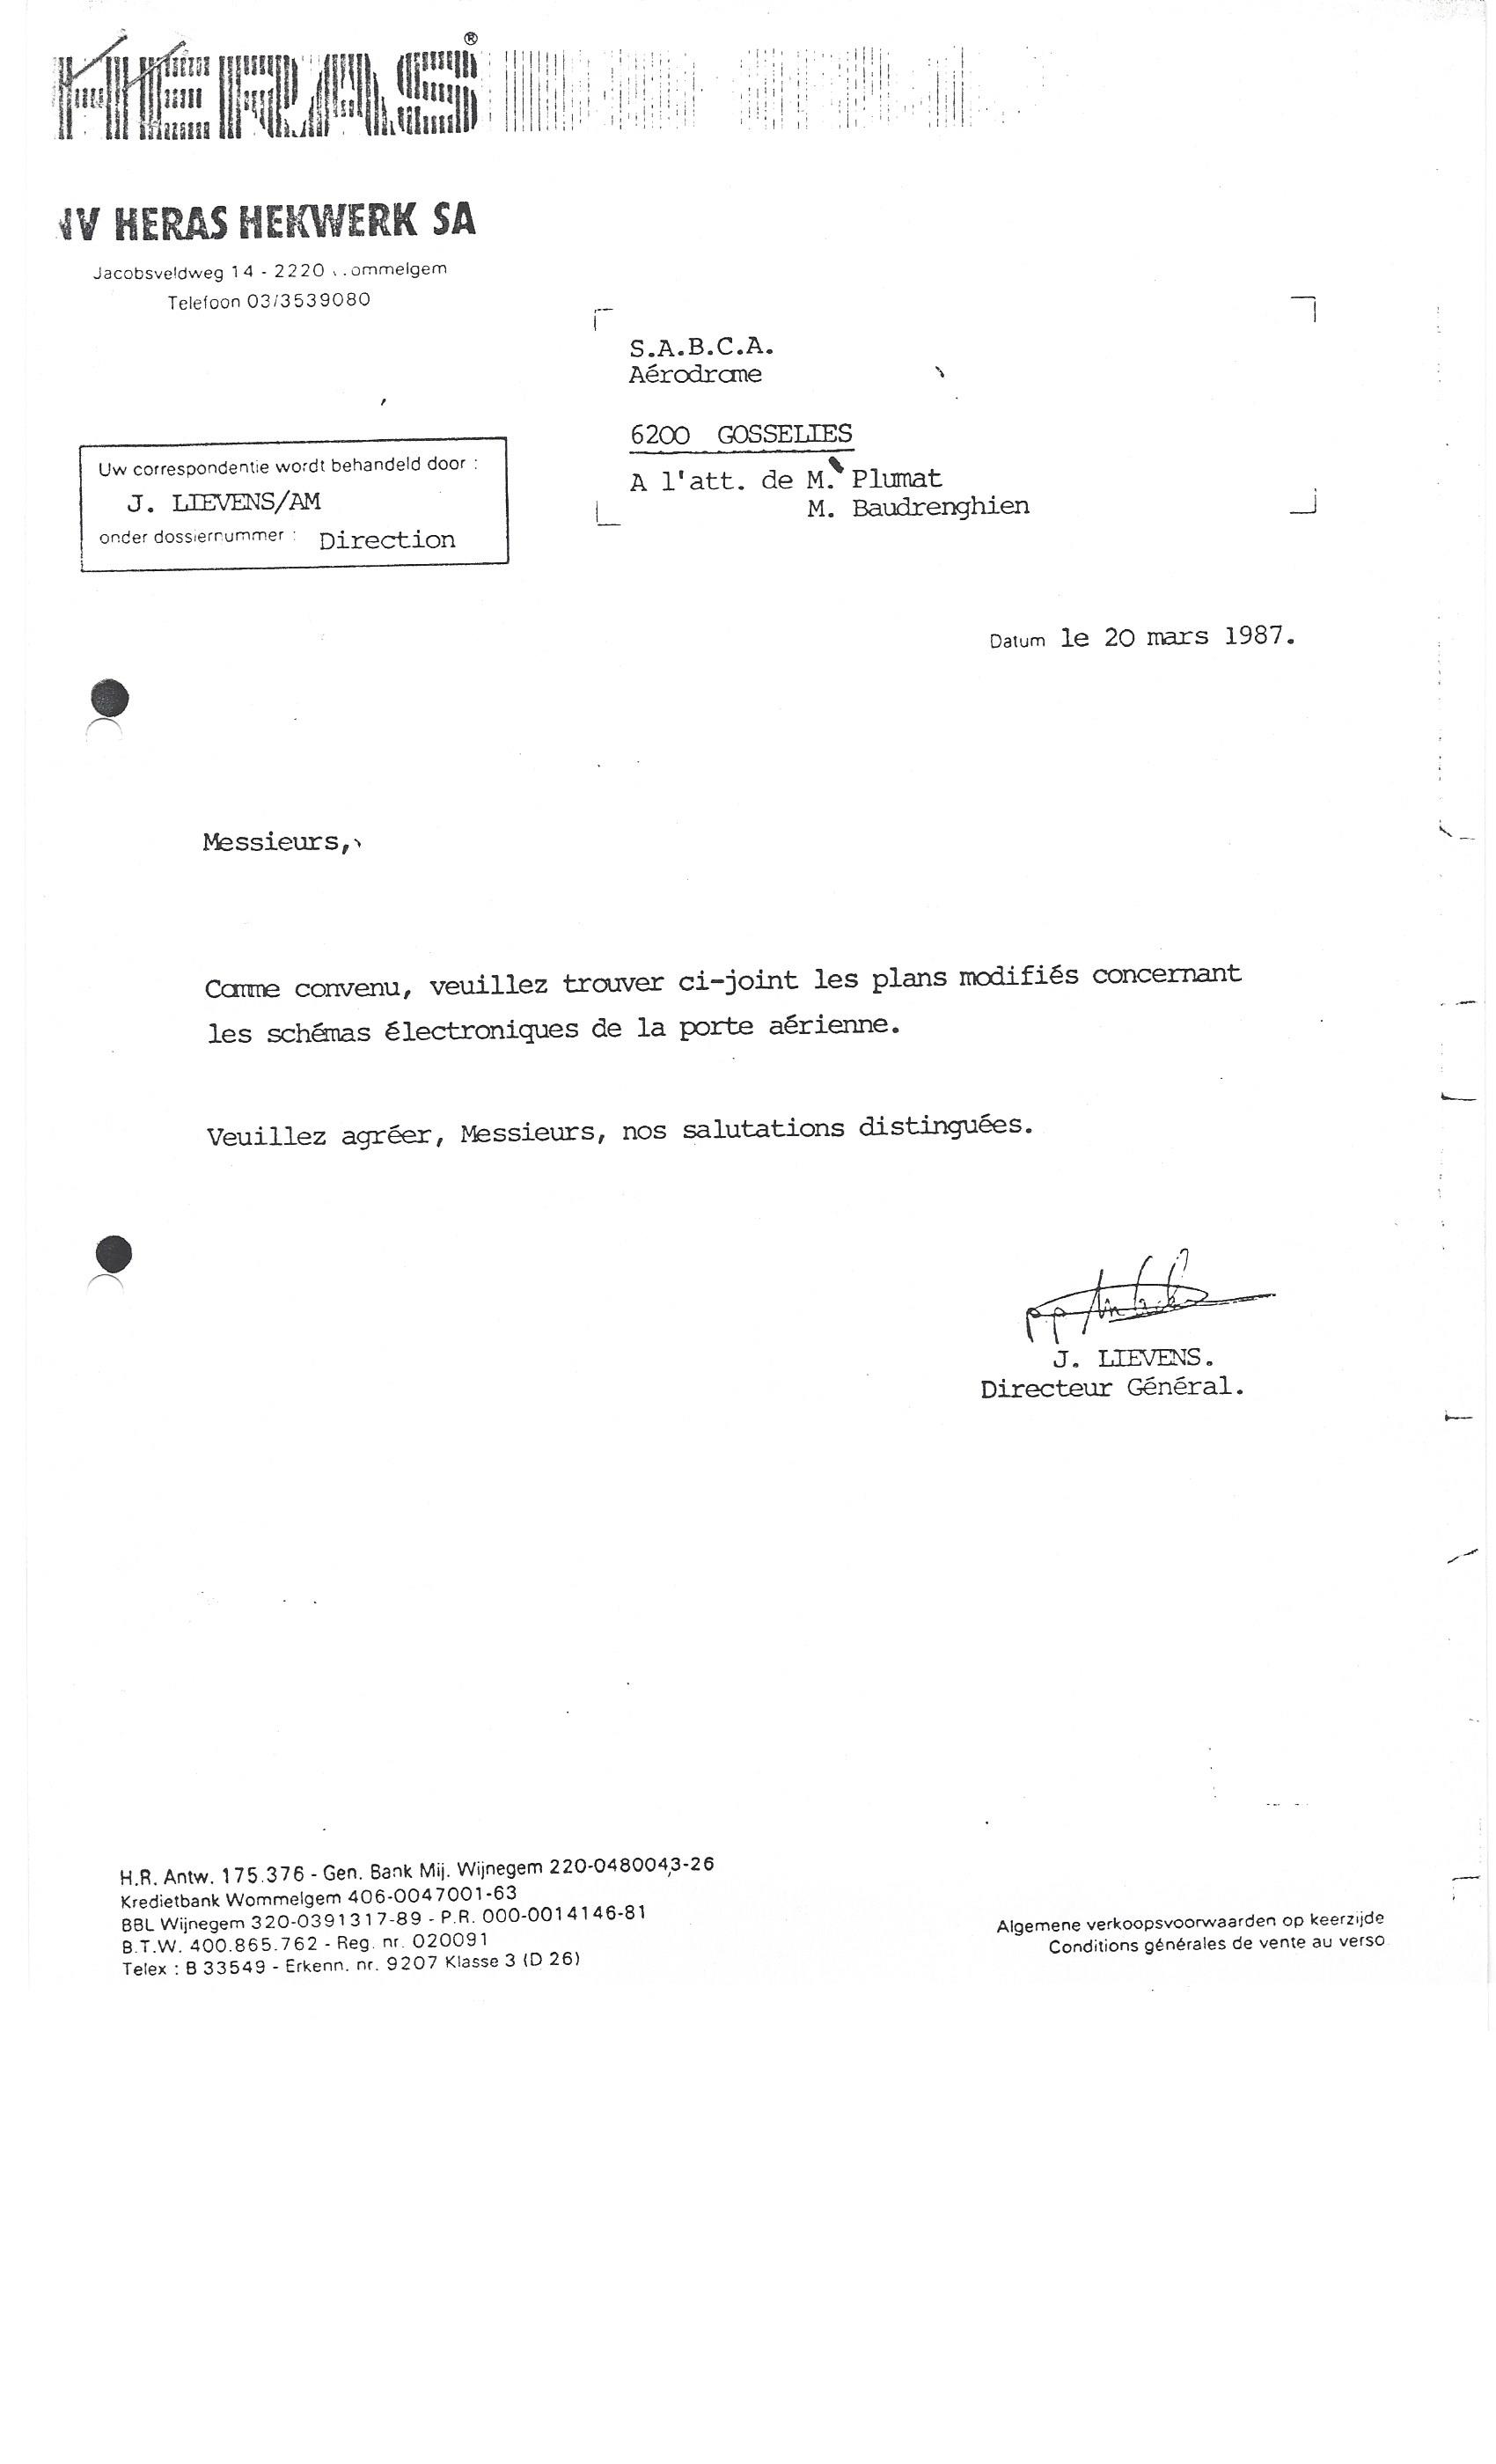 HERAS®
NV HERAS HEKWERK SA
Jacobsveldweg 14 - 2220 Wommelgem
Telefoon 03/3539080
S.A.B.C.A.
Aérodrome
6200 GOSSELIES
A l'att. de M. Plumat
M. Baudrenghien
Uw correspondentie wordt behandeld door :
J. LIEVENS/AM
onder dossiernummer : Direction
Datum le 20 mars 1987.
Messieurs,
Comme convenu, veuillez trouver ci-joint les plans modifiés concernant
les schémas électroniques de la porte aérienne.
Veuillez agréer, Messieurs, nos salutations distinguées.
pp
J. LIEVENS.
Directeur Général.
H.R. Antw. 175.376 - Gen. Bank Mij. Wijnegem 220-0480043-26
Kredietbank Wommelgem 406-0047001-63
BBL Wijnegem 320-0391317-89 - P.R. 000-0014146-81
B.T.W. 400.865.762 - Reg. nr. 020091
Telex : B 33549 - Erkenn. nr. 9207 Klasse 3 (D 26)
Algemene verkoopsvoorwaarden op keerzijde
Conditions générales de vente au verso